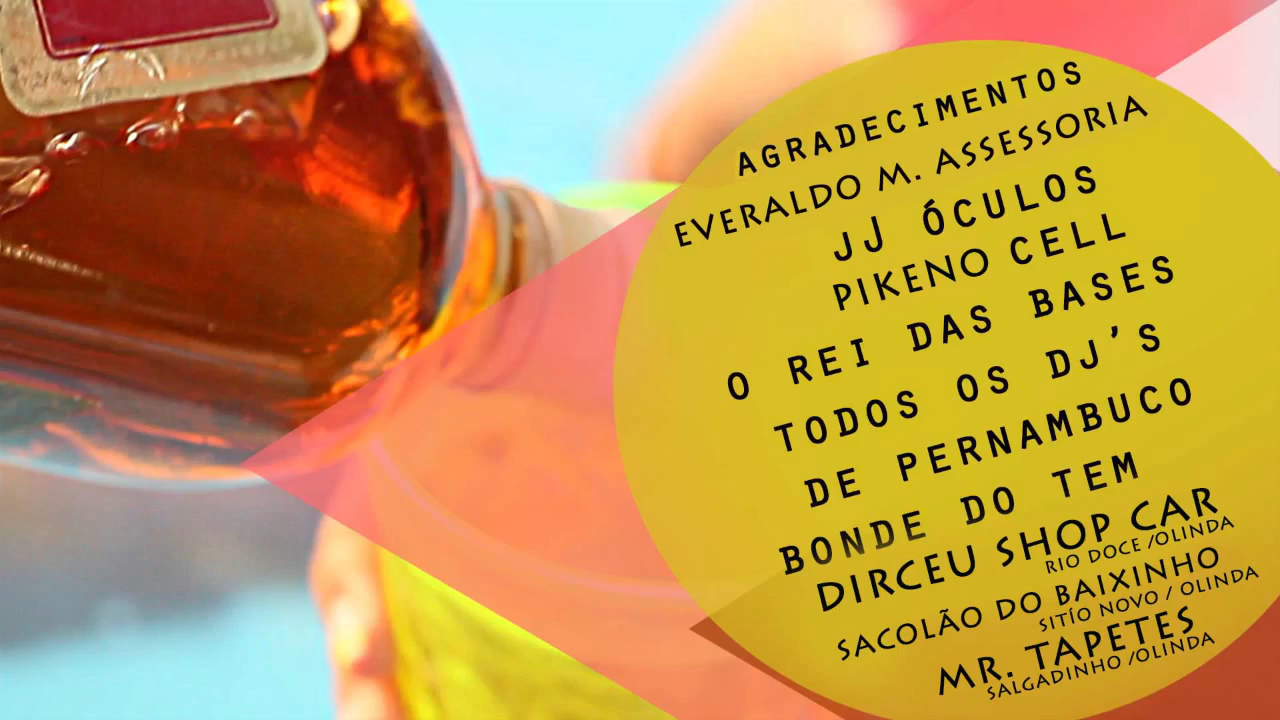 AGRADECIMENTOS
EVERALDO M. ASSESSORIA
JJ ÓCULOS
PIKENO CELL
O REI DAS BASES
TODOS OS DJ'S
DE PERNAMBUCO
BONDE DO TEM
DIRCEU SHOP CAR
RIO DOCE /OLINDA
SACOLÃO DO BAIXINHO
SITÍO NOVO / OLINDA
MR. TAPETES
SALGADINHO /OLINDA